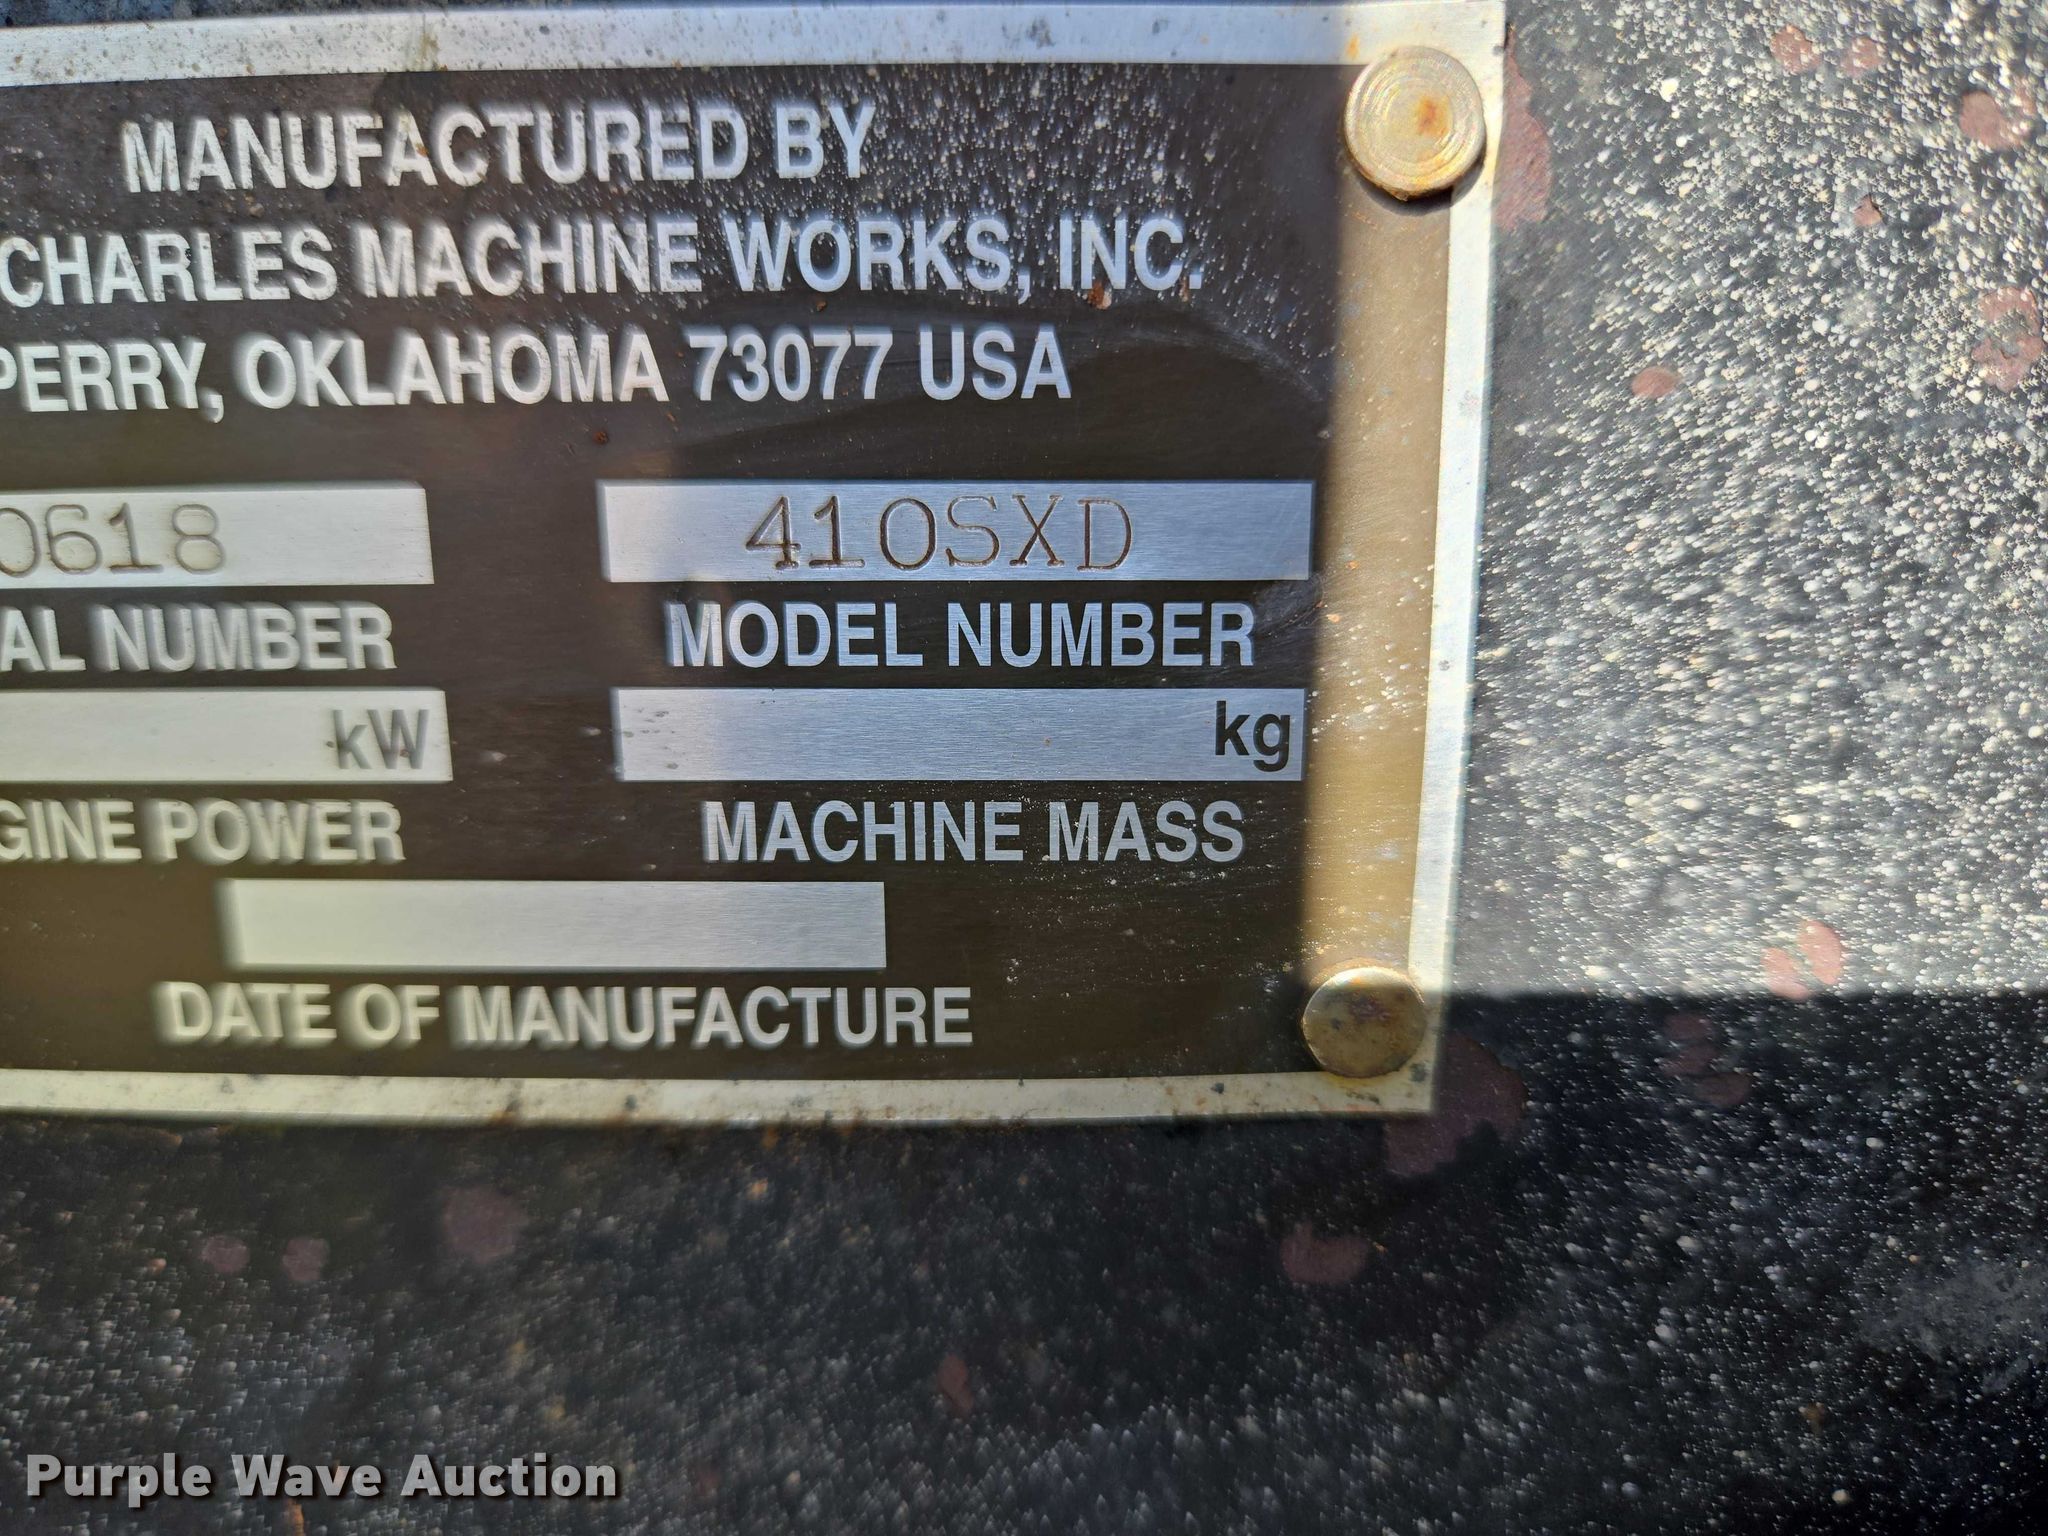 MANUFACTURED BY
CHARLES MACHINE WORKS, INC.
PERRY, OKLAHOMA 73077 USA
0618 410SXD
AL NUMBER MODEL NUMBER
kW kg
GINE POWER MACHINE MASS
DATE OF MANUFACTURE
Purple Wave Auction